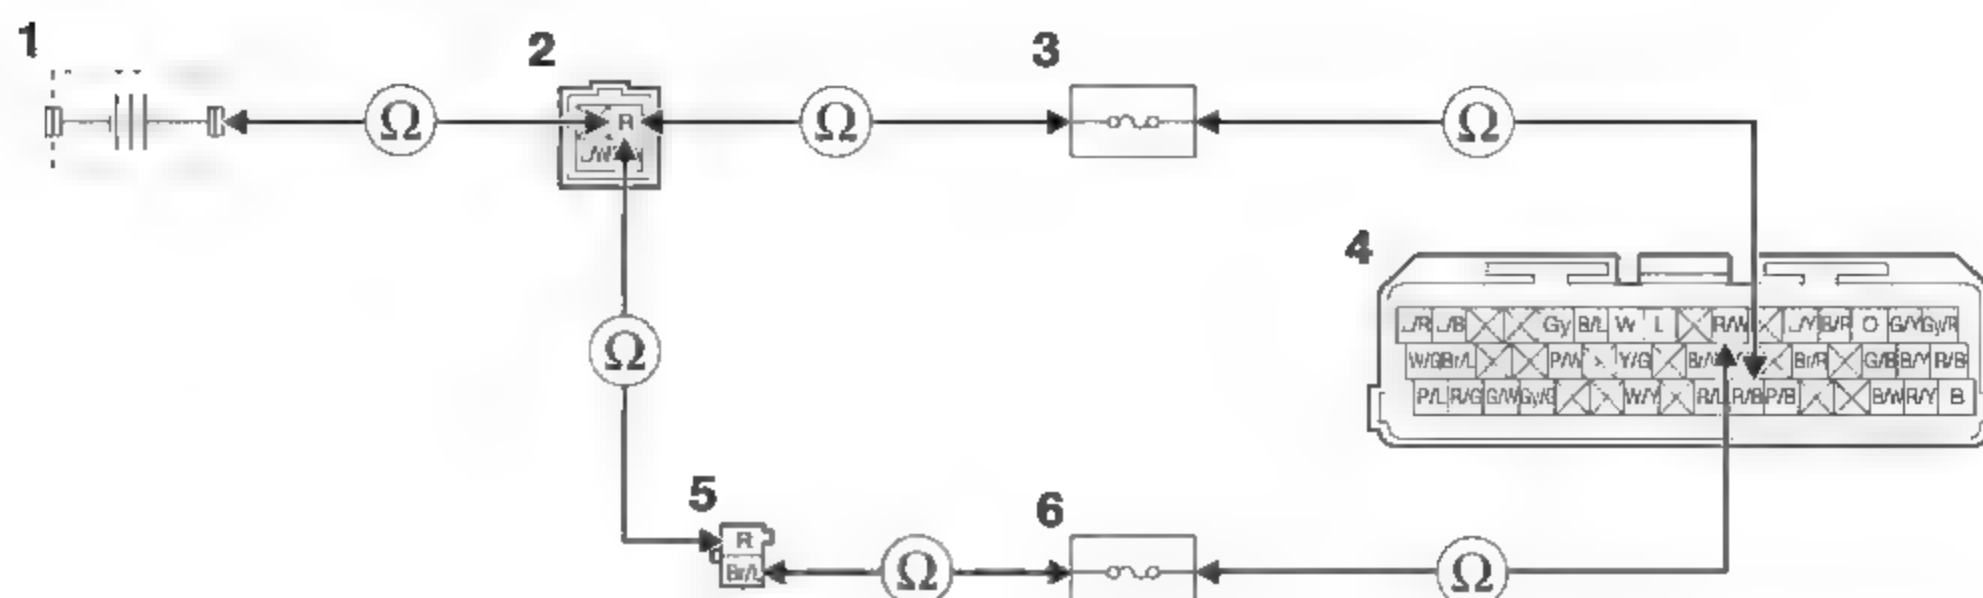 1 2 3
Ω Ω Ω
R
4
Ω
Gy B/L W L R/W B/R O G/Y Gy/R
W/G Br/L P/W Y/G Br/R G/B B/Y R/B
P/L R/G G/W W/Y R/L R/B P/B B/W R/Y B
5 6
R
Br/L Ω Ω